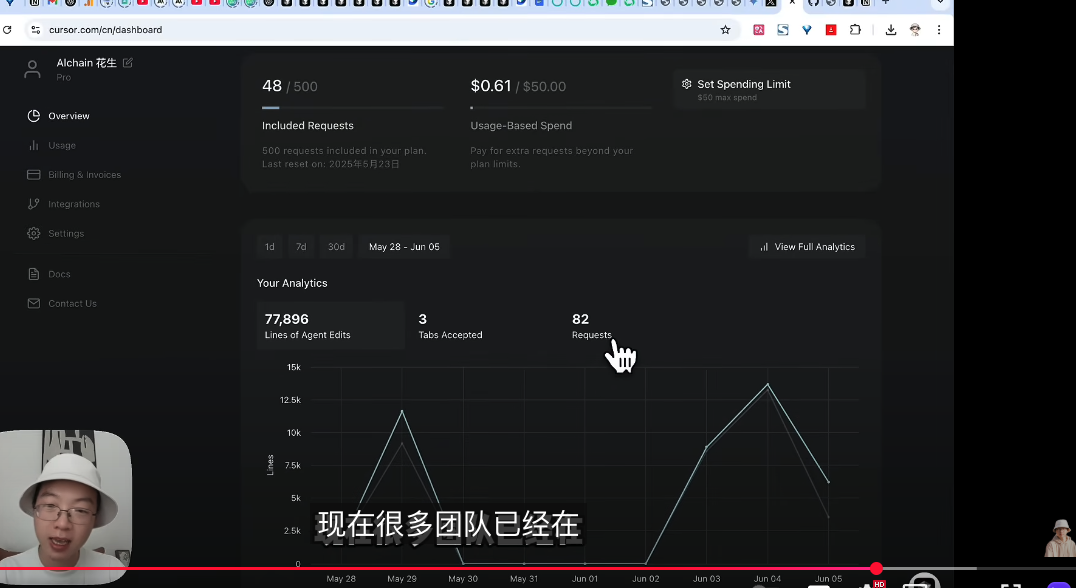 cursor.com/cn/dashboard
AIchain 花生
Pro
Overview
Usage
Billing & Invoices
Integrations
Settings
Docs
Contact Us
48 / 500
Included Requests
500 requests included in your plan.
Last reset on: 2025年5月23日
$0.61 / $50.00
Usage-Based Spend
Pay for extra requests beyond your
plan limits.
Set Spending Limit
$50 max spend
1d 7d 30d May 28 - Jun 05
View Full Analytics
Your Analytics
77,896
Lines of Agent Edits
3
Tabs Accepted
82
Requests
15k
12.5k
10k
7.5k
5k
2.5k
0
Lines
May 28 May 29 May 30 May 31 Jun 01 Jun 02 Jun 03 Jun 04 Jun 05
现在很多团队已经在
HD